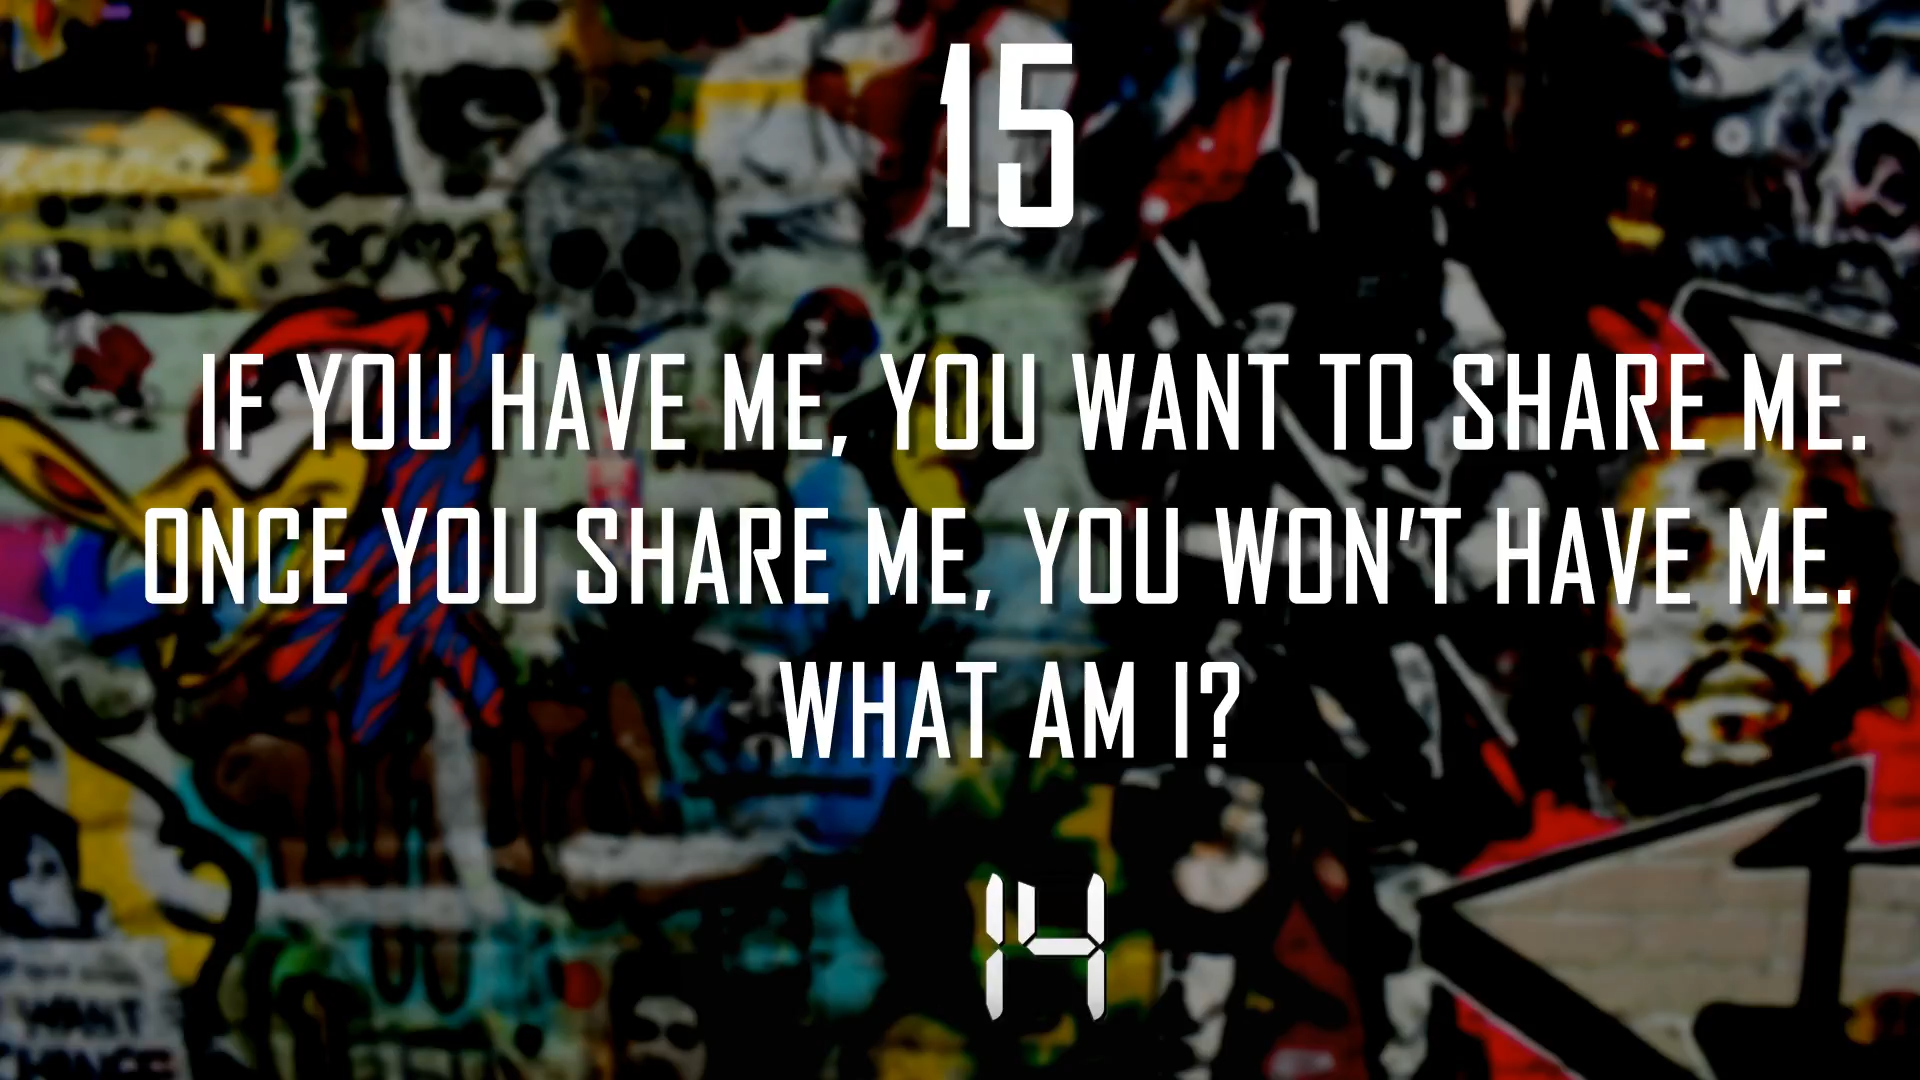 15
IF YOU HAVE ME, YOU WANT TO SHARE ME.
ONCE YOU SHARE ME, YOU WON'T HAVE ME.
WHAT AM I?
14
WANT